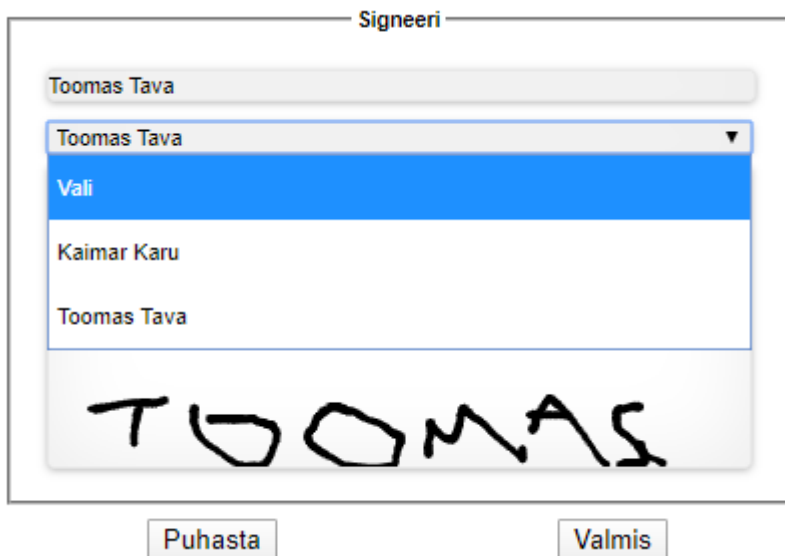 Signeeri
Toomas Tava
Toomas Tava
Vali
Kaimar Karu
Toomas Tava
TOOMAS
Puhasta Valmis